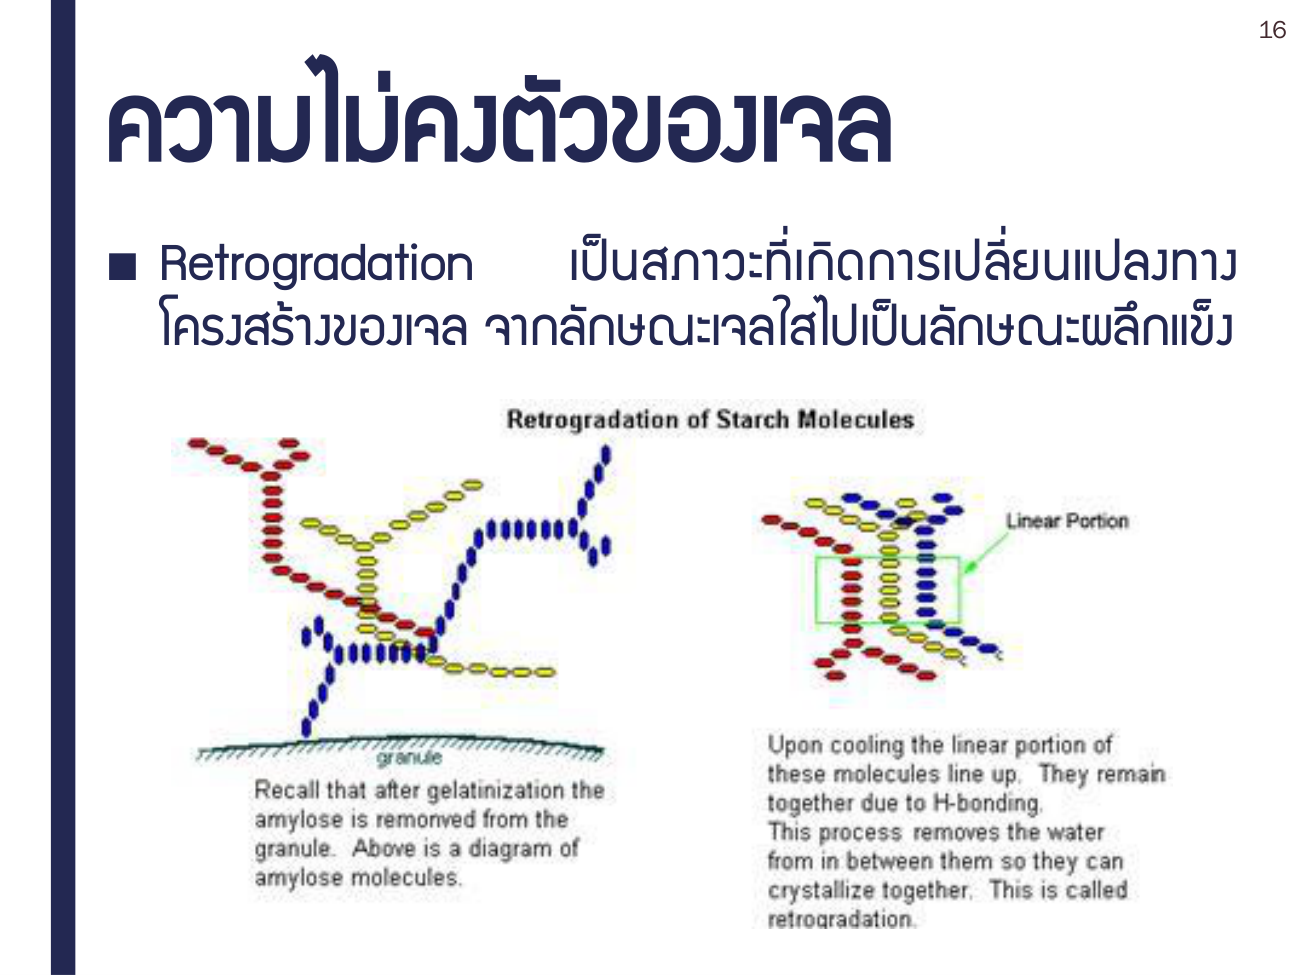 16
ความไม่คงตัวของเจล
■ Retrogradation เป็นสภาวะที่เกิดการเปลี่ยนแปลงทาง
โครงสร้างของเจล จากลักษณะเจลใสไปเป็นลักษณะผลึกแข็ง
Retrogradation of Starch Molecules
Linear Portion
granule
Recall that after gelatinization the
amylose is remonved from the
granule. Above is a diagram of
amylose molecules.
Upon cooling the linear portion of
these molecules line up. They remain
together due to H-bonding.
This process removes the water
from in between them so they can
crystallize together. This is called
retrogradation.